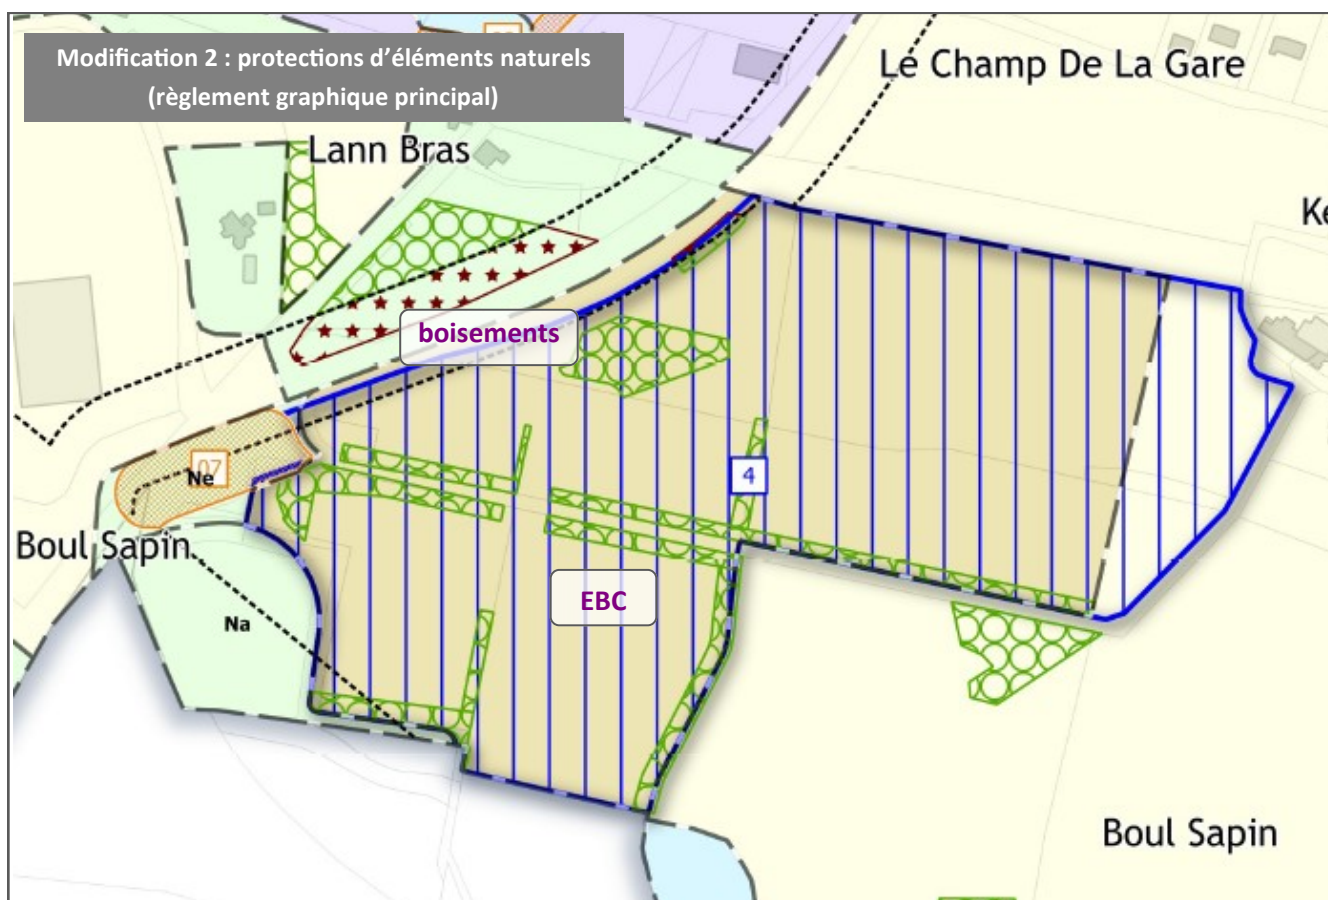 Modification 2 : protections d’éléments naturels
(règlement graphique principal)
Le Champ De La Gare
Lann Bras
Ke
boisements
07
Ne
4
Boul Sapin
EBC
Na
Boul Sapin